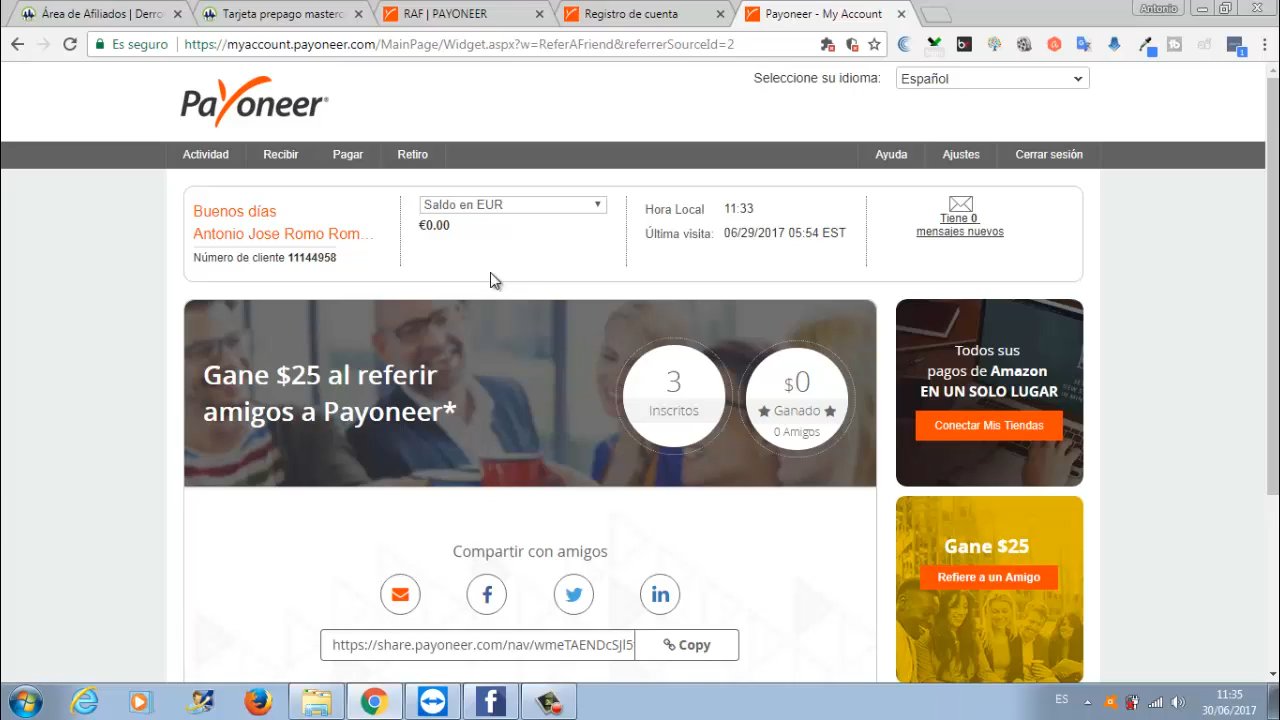 Área de Afiliados | Derro
Tarjeta prepago masterc
RAF | PAYONEER
Registro de cuenta
Payoneer - My Account
Antonio
Es seguro
https://myaccount.payoneer.com/MainPage/Widget.aspx?w=ReferAFriend&referrerSourceId=2
Seleccione su idioma:
Español
Payoneer
Actividad
Recibir
Pagar
Retiro
Ayuda
Ajustes
Cerrar sesión
Buenos días
Antonio Jose Romo Rom...
Número de cliente 11144958
Saldo en EUR
€0.00
Hora Local 11:33
Última visita: 06/29/2017 05:54 EST
Tiene 0
mensajes nuevos
Gane $25 al referir
amigos a Payoneer*
3
Inscritos
$0
★ Ganado ★
0 Amigos
Todos sus
pagos de Amazon
EN UN SOLO LUGAR
Conectar Mis Tiendas
Gane $25
Refiere a un Amigo
Compartir con amigos
https://share.payoneer.com/nav/wmeTAENDcSJl5
Copy
ES
11:35
30/06/2017